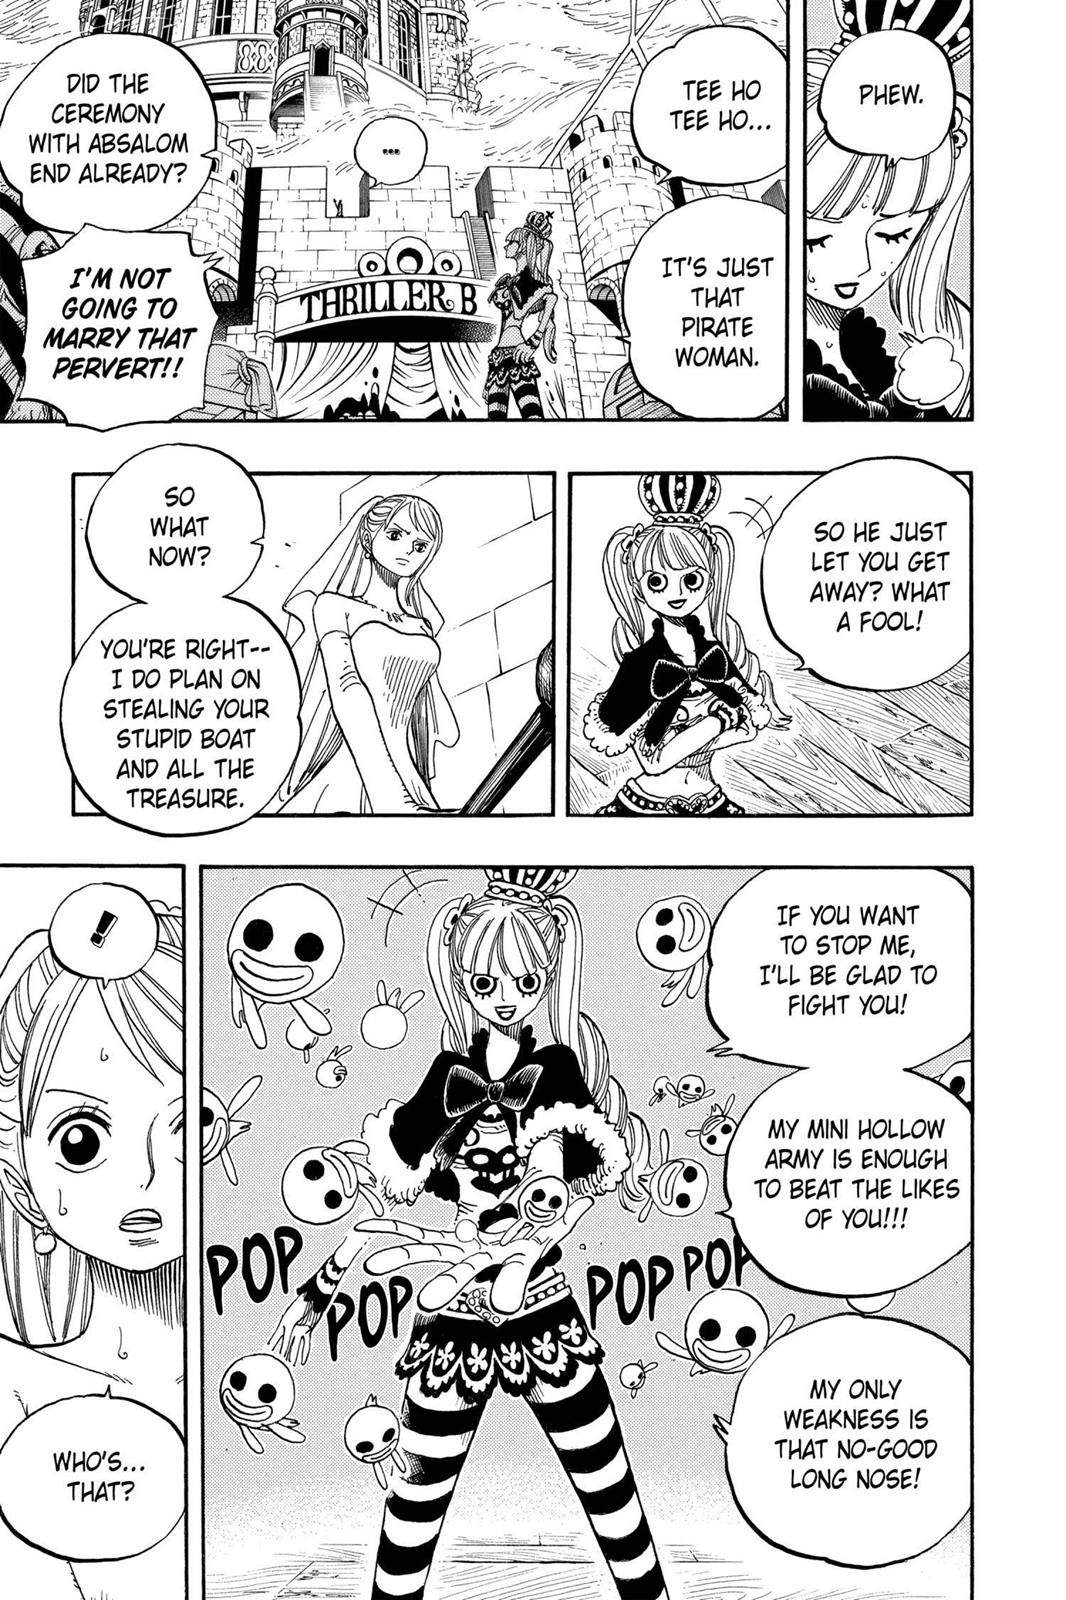 PHEW.
TEE HO
TEE HO...
IT'S JUST
THAT
PIRATE
WOMAN.
...
THRILLER B
DID THE
CEREMONY
WITH ABSALOM
END ALREADY?
I'M NOT
GOING TO
MARRY THAT
PERVERT!!
SO HE JUST
LET YOU GET
AWAY? WHAT
A FOOL!
SO
WHAT
NOW?
YOU'RE RIGHT--
I DO PLAN ON
STEALING YOUR
STUPID BOAT
AND ALL THE
TREASURE.
IF YOU WANT
TO STOP ME,
I'LL BE GLAD TO
FIGHT YOU!
MY MINI HOLLOW
ARMY IS ENOUGH
TO BEAT THE LIKES
OF YOU!!!
MY ONLY
WEAKNESS IS
THAT NO-GOOD
LONG NOSE!
POP
POP
POP
POP
!
WHO'S...
THAT?